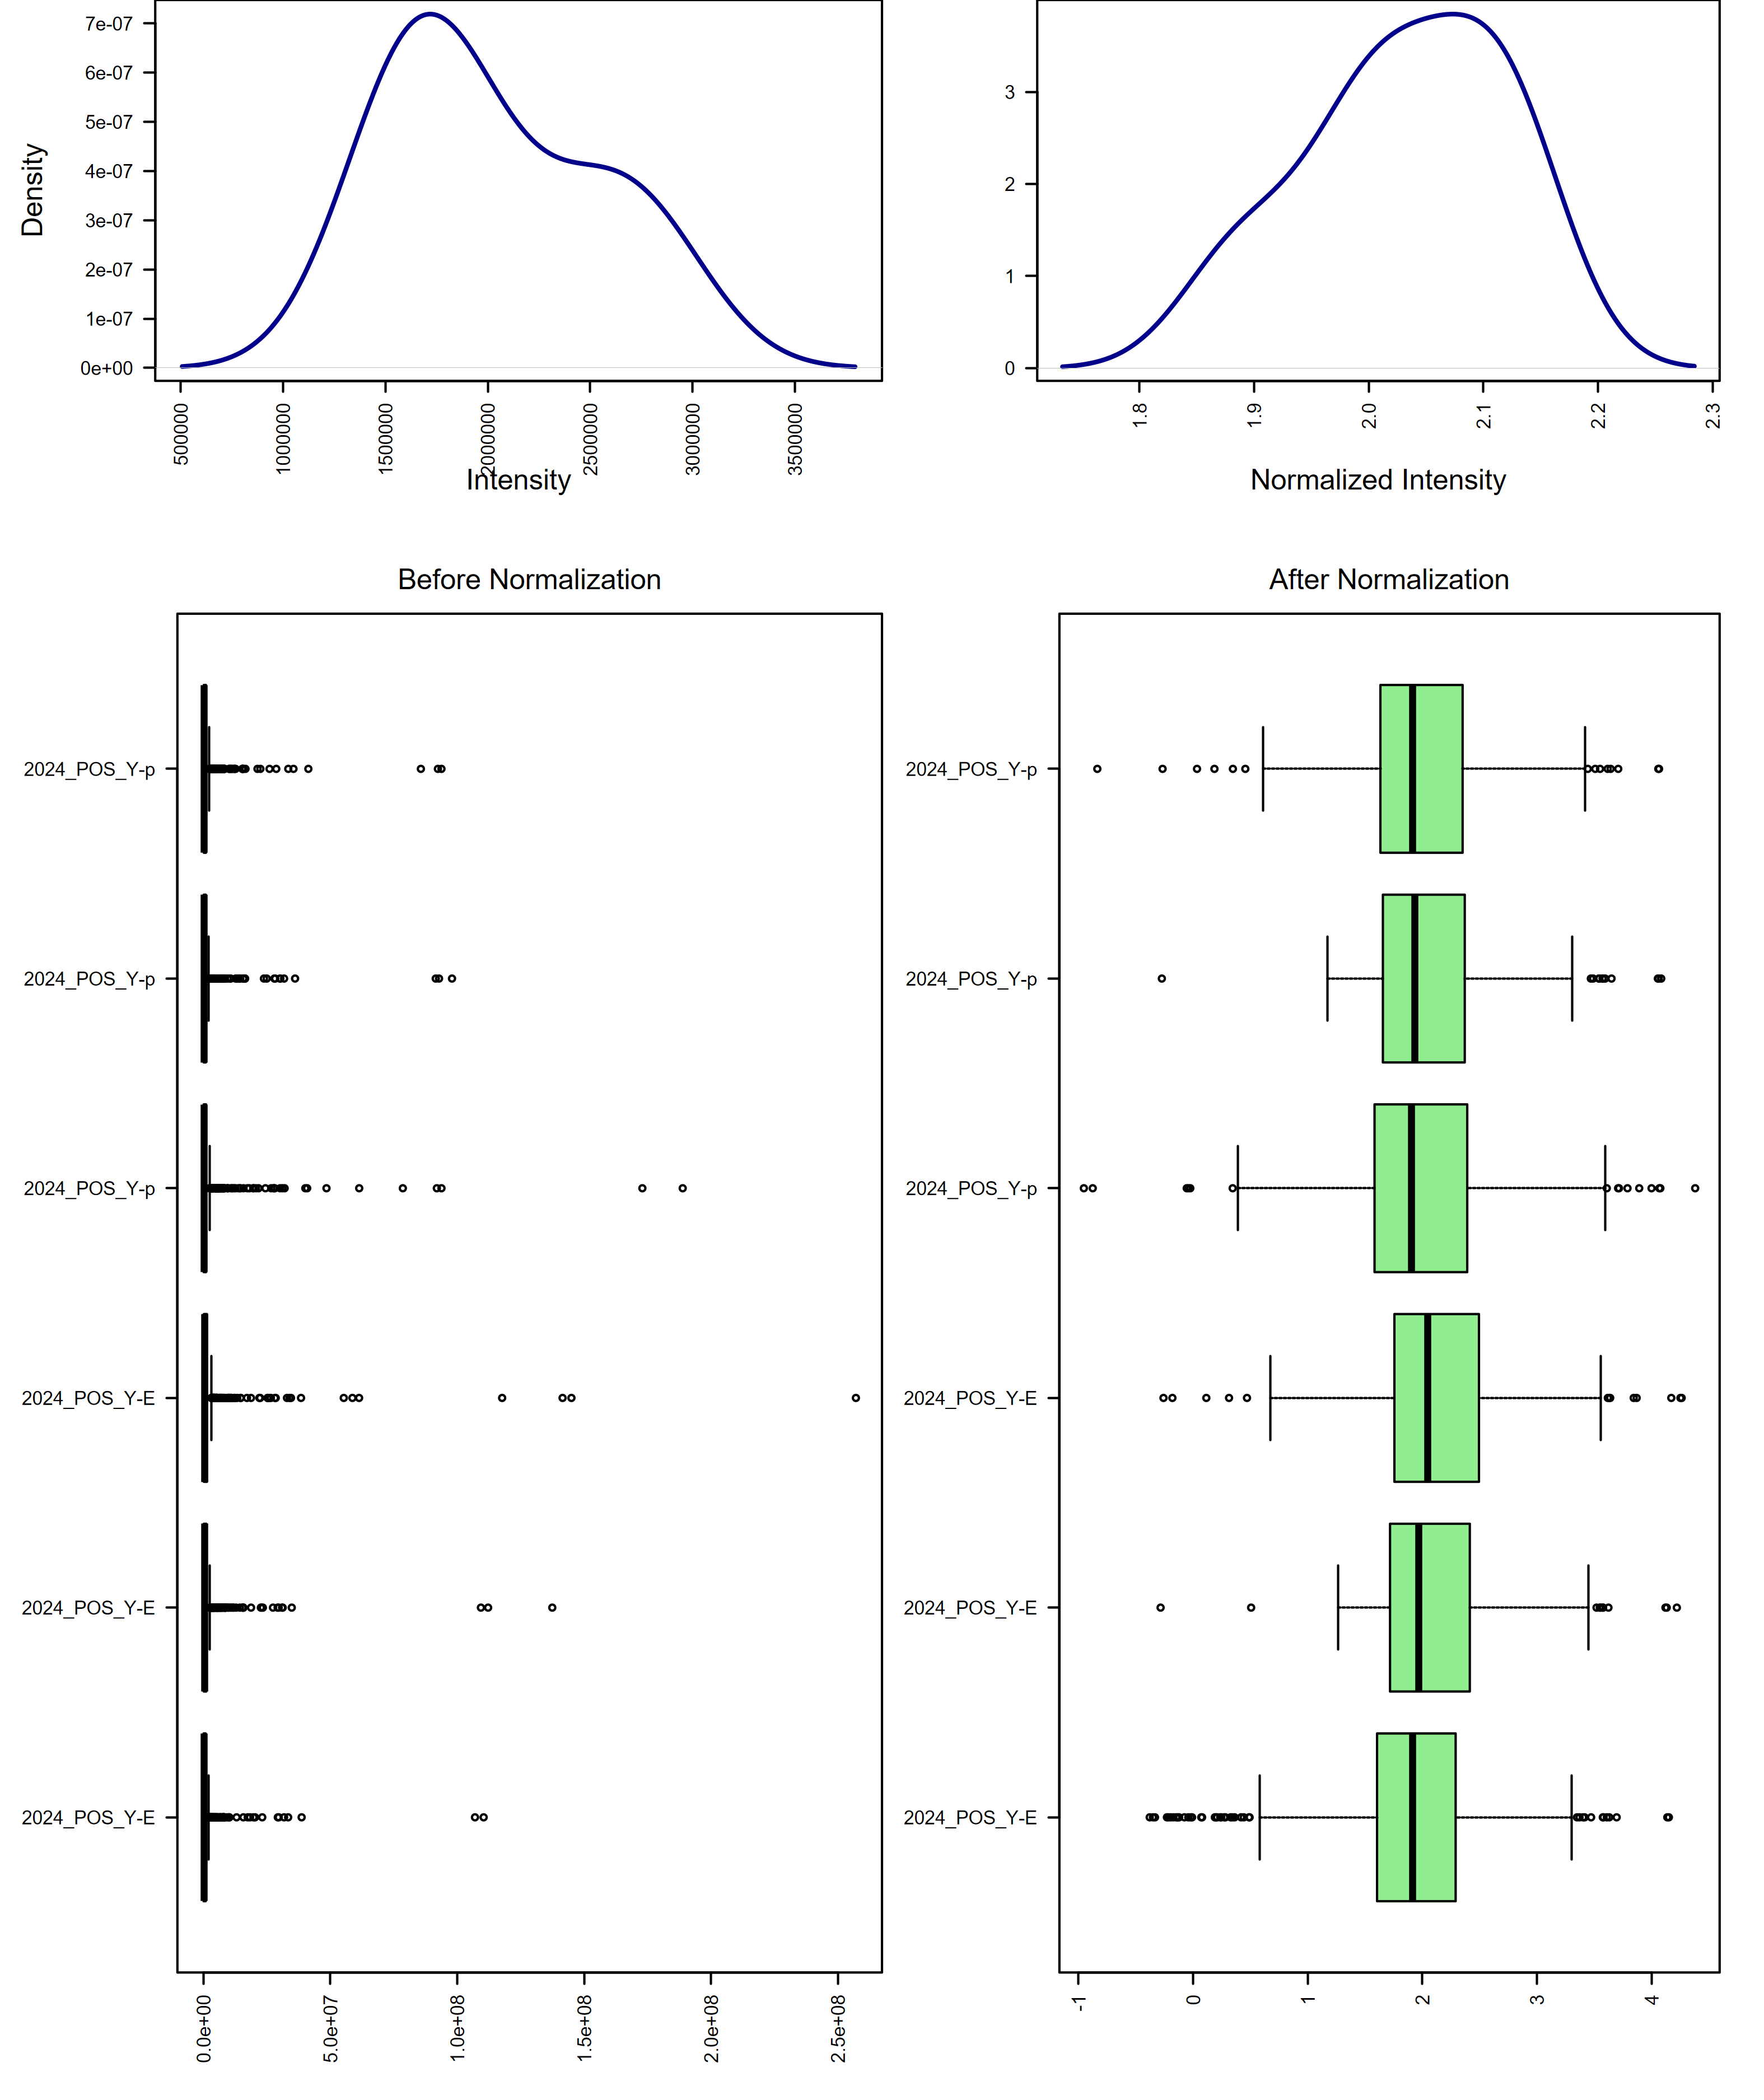 Density
7e-07
6e-07
5e-07
4e-07
3e-07
2e-07
1e-07
0e+00
500000
1000000
1500000
2000000
2500000
3000000
3500000
Intensity
3
2
1
0
1.8
1.9
2.0
2.1
2.2
2.3
Normalized Intensity
Before Normalization
2024_POS_Y-p
2024_POS_Y-p
2024_POS_Y-p
2024_POS_Y-E
2024_POS_Y-E
2024_POS_Y-E
0.0e+00
5.0e+07
1.0e+08
1.5e+08
2.0e+08
2.5e+08
After Normalization
2024_POS_Y-p
2024_POS_Y-p
2024_POS_Y-p
2024_POS_Y-E
2024_POS_Y-E
2024_POS_Y-E
-1
0
1
2
3
4